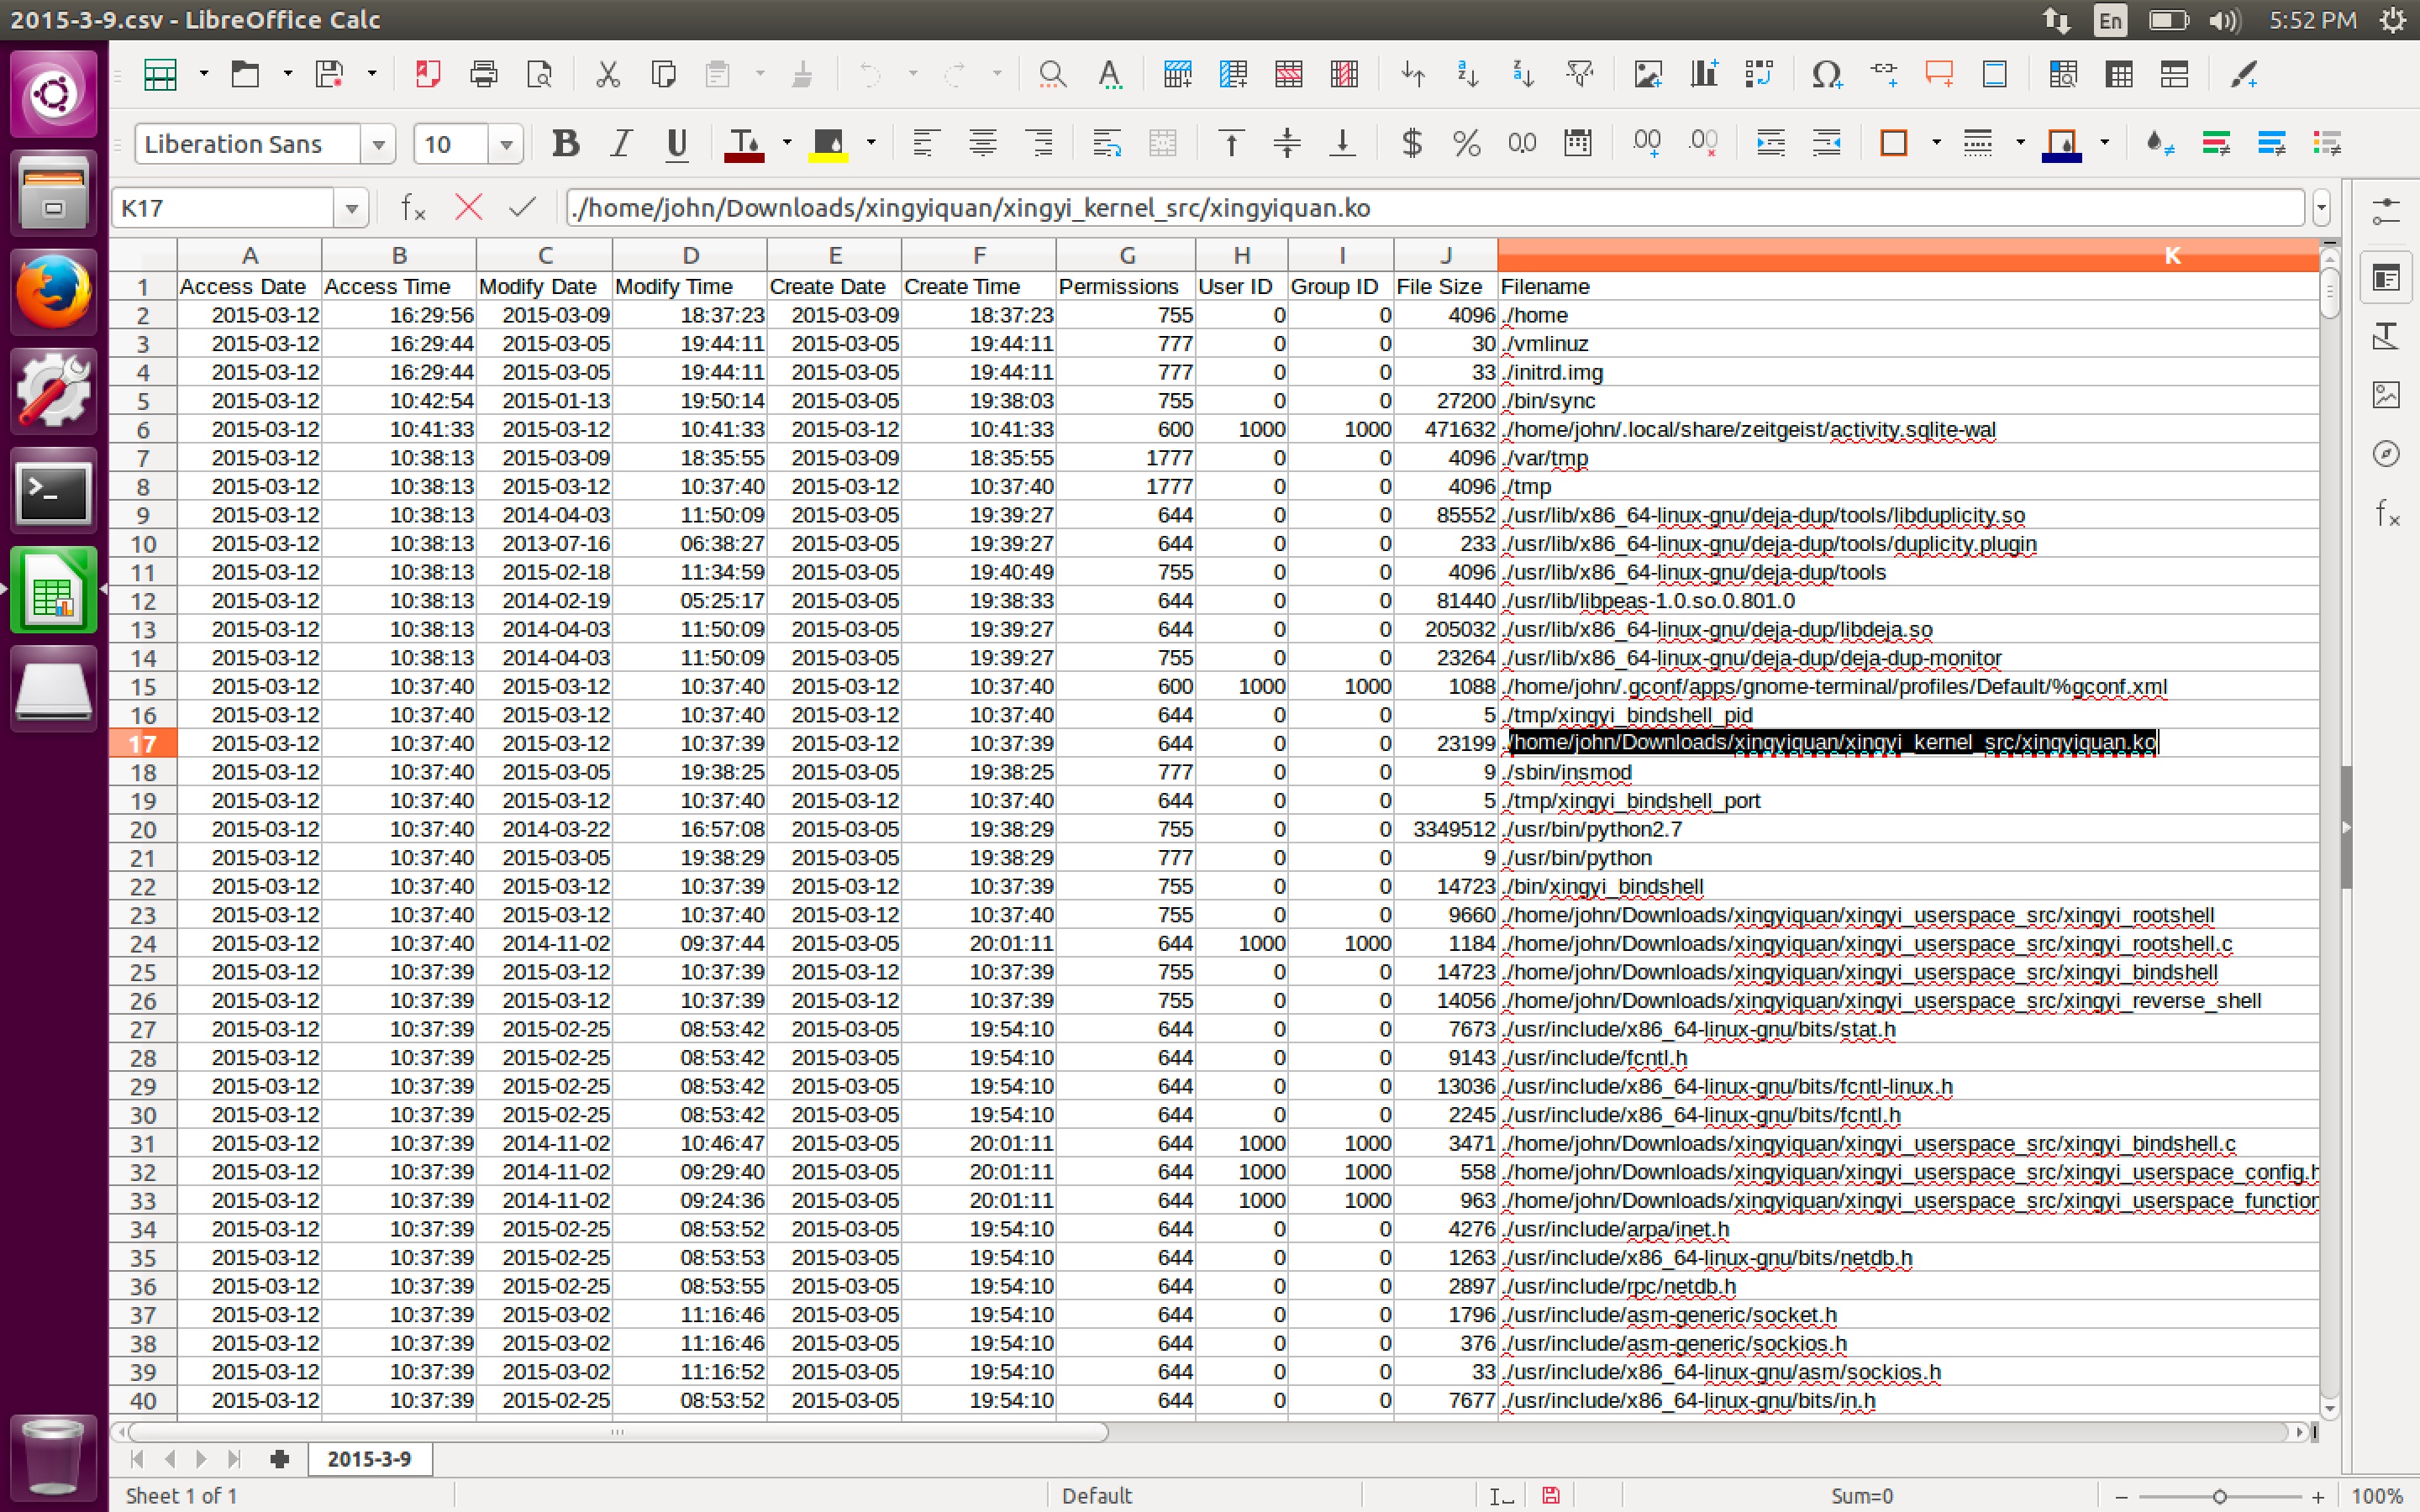 2015-3-9.csv - LibreOffice Calc En 5:52 PM
Liberation Sans 10
K17 ./home/john/Downloads/xingyiquan/xingyi_kernel_src/xingyiquan.ko
A B C D E F G H I J K
1 Access Date Access Time Modify Date Modify Time Create Date Create Time Permissions User ID Group ID File Size Filename
2 2015-03-12 16:29:56 2015-03-09 18:37:23 2015-03-09 18:37:23 755 0 0 4096 ./home
3 2015-03-12 16:29:44 2015-03-05 19:44:11 2015-03-05 19:44:11 777 0 0 30 ./vmlinuz
4 2015-03-12 16:29:44 2015-03-05 19:44:11 2015-03-05 19:44:11 777 0 0 33 ./initrd.img
5 2015-03-12 10:42:54 2015-01-13 19:50:14 2015-03-05 19:38:03 755 0 0 27200 ./bin/sync
6 2015-03-12 10:41:33 2015-03-12 10:41:33 2015-03-12 10:41:33 600 1000 1000 471632 ./home/john/.local/share/zeitgeist/activity.sqlite-wal
7 2015-03-12 10:38:13 2015-03-09 18:35:55 2015-03-09 18:35:55 1777 0 0 4096 ./var/tmp
8 2015-03-12 10:38:13 2015-03-12 10:37:40 2015-03-12 10:37:40 1777 0 0 4096 ./tmp
9 2015-03-12 10:38:13 2014-04-03 11:50:09 2015-03-05 19:39:27 644 0 0 85552 ./usr/lib/x86_64-linux-gnu/deja-dup/tools/libduplicity.so
10 2015-03-12 10:38:13 2013-07-16 06:38:27 2015-03-05 19:39:27 644 0 0 233 ./usr/lib/x86_64-linux-gnu/deja-dup/tools/duplicity.plugin
11 2015-03-12 10:38:13 2015-02-18 11:34:59 2015-03-05 19:40:49 755 0 0 4096 ./usr/lib/x86_64-linux-gnu/deja-dup/tools
12 2015-03-12 10:38:13 2014-02-19 05:25:17 2015-03-05 19:38:33 644 0 0 81440 ./usr/lib/libpeas-1.0.so.0.801.0
13 2015-03-12 10:38:13 2014-04-03 11:50:09 2015-03-05 19:39:27 644 0 0 205032 ./usr/lib/x86_64-linux-gnu/deja-dup/libdeja.so
14 2015-03-12 10:38:13 2014-04-03 11:50:09 2015-03-05 19:39:27 755 0 0 23264 ./usr/lib/x86_64-linux-gnu/deja-dup/deja-dup-monitor
15 2015-03-12 10:37:40 2015-03-12 10:37:40 2015-03-12 10:37:40 600 1000 1000 1088 ./home/john/.gconf/apps/gnome-terminal/profiles/Default/%gconf.xml
16 2015-03-12 10:37:40 2015-03-12 10:37:40 2015-03-12 10:37:40 644 0 0 5 ./tmp/xingyi_bindshell_pid
17 2015-03-12 10:37:40 2015-03-12 10:37:39 2015-03-12 10:37:39 644 0 0 23199 ./home/john/Downloads/xingyiquan/xingyi_kernel_src/xingyiquan.ko
18 2015-03-12 10:37:40 2015-03-05 19:38:25 2015-03-05 19:38:25 777 0 0 9 ./sbin/insmod
19 2015-03-12 10:37:40 2015-03-12 10:37:40 2015-03-12 10:37:40 644 0 0 5 ./tmp/xingyi_bindshell_port
20 2015-03-12 10:37:40 2014-03-22 16:57:08 2015-03-05 19:38:29 755 0 0 3349512 ./usr/bin/python2.7
21 2015-03-12 10:37:40 2015-03-05 19:38:29 2015-03-05 19:38:29 777 0 0 9 ./usr/bin/python
22 2015-03-12 10:37:40 2015-03-12 10:37:39 2015-03-12 10:37:39 755 0 0 14723 ./bin/xingyi_bindshell
23 2015-03-12 10:37:40 2015-03-12 10:37:40 2015-03-12 10:37:40 755 0 0 9660 ./home/john/Downloads/xingyiquan/xingyi_userspace_src/xingyi_rootshell
24 2015-03-12 10:37:40 2014-11-02 09:37:44 2015-03-05 20:01:11 644 1000 1000 1184 ./home/john/Downloads/xingyiquan/xingyi_userspace_src/xingyi_rootshell.c
25 2015-03-12 10:37:39 2015-03-12 10:37:39 2015-03-12 10:37:39 755 0 0 14723 ./home/john/Downloads/xingyiquan/xingyi_userspace_src/xingyi_bindshell
26 2015-03-12 10:37:39 2015-03-12 10:37:39 2015-03-12 10:37:39 755 0 0 14056 ./home/john/Downloads/xingyiquan/xingyi_userspace_src/xingyi_reverse_shell
27 2015-03-12 10:37:39 2015-02-25 08:53:42 2015-03-05 19:54:10 644 0 0 7673 ./usr/include/x86_64-linux-gnu/bits/stat.h
28 2015-03-12 10:37:39 2015-02-25 08:53:42 2015-03-05 19:54:10 644 0 0 9143 ./usr/include/fcntl.h
29 2015-03-12 10:37:39 2015-02-25 08:53:42 2015-03-05 19:54:10 644 0 0 13036 ./usr/include/x86_64-linux-gnu/bits/fcntl-linux.h
30 2015-03-12 10:37:39 2015-02-25 08:53:42 2015-03-05 19:54:10 644 0 0 2245 ./usr/include/x86_64-linux-gnu/bits/fcntl.h
31 2015-03-12 10:37:39 2014-11-02 10:46:47 2015-03-05 20:01:11 644 1000 1000 3471 ./home/john/Downloads/xingyiquan/xingyi_userspace_src/xingyi_bindshell.c
32 2015-03-12 10:37:39 2014-11-02 09:29:40 2015-03-05 20:01:11 644 1000 1000 558 ./home/john/Downloads/xingyiquan/xingyi_userspace_src/xingyi_userspace_config.h
33 2015-03-12 10:37:39 2014-11-02 09:24:36 2015-03-05 20:01:11 644 1000 1000 963 ./home/john/Downloads/xingyiquan/xingyi_userspace_src/xingyi_userspace_function
34 2015-03-12 10:37:39 2015-02-25 08:53:52 2015-03-05 19:54:10 644 0 0 4276 ./usr/include/arpa/inet.h
35 2015-03-12 10:37:39 2015-02-25 08:53:53 2015-03-05 19:54:10 644 0 0 1263 ./usr/include/x86_64-linux-gnu/bits/netdb.h
36 2015-03-12 10:37:39 2015-02-25 08:53:55 2015-03-05 19:54:10 644 0 0 2897 ./usr/include/rpc/netdb.h
37 2015-03-12 10:37:39 2015-03-02 11:16:46 2015-03-05 19:54:10 644 0 0 1796 ./usr/include/asm-generic/socket.h
38 2015-03-12 10:37:39 2015-03-02 11:16:46 2015-03-05 19:54:10 644 0 0 376 ./usr/include/asm-generic/sockios.h
39 2015-03-12 10:37:39 2015-03-02 11:16:52 2015-03-05 19:54:10 644 0 0 33 ./usr/include/x86_64-linux-gnu/asm/sockios.h
40 2015-03-12 10:37:39 2015-02-25 08:53:52 2015-03-05 19:54:10 644 0 0 7677 ./usr/include/x86_64-linux-gnu/bits/in.h
2015-3-9
Sheet 1 of 1 Default Sum=0 100%